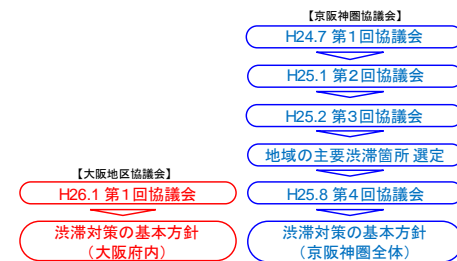 【京阪神圏協議会】
H24.7 第1回協議会
H25.1 第2回協議会
H25.2 第3回協議会
地域の主要渋滞箇所 選定
H25.8 第4回協議会
渋滞対策の基本方針
（京阪神圏全体）
【大阪地区協議会】
H26.1 第1回協議会
渋滞対策の基本方針
（大阪府内）